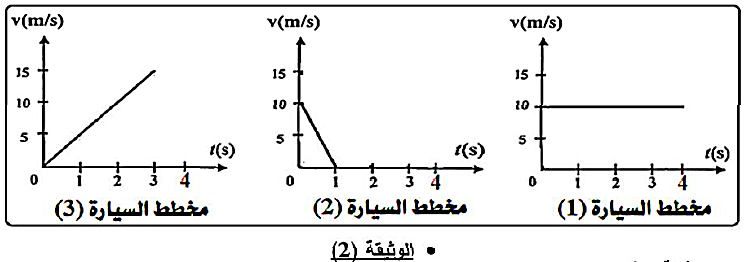 v(m/s) v(m/s) v(m/s)
15 15 15
10 10 10
5 5 5
t(s) t(s) t(s)
0 1 2 3 4 0 1 2 3 4 0 1 2 3 4
مخطط السيارة (1) مخطط السيارة (2) مخطط السيارة (3)
• الوثيقة (2)